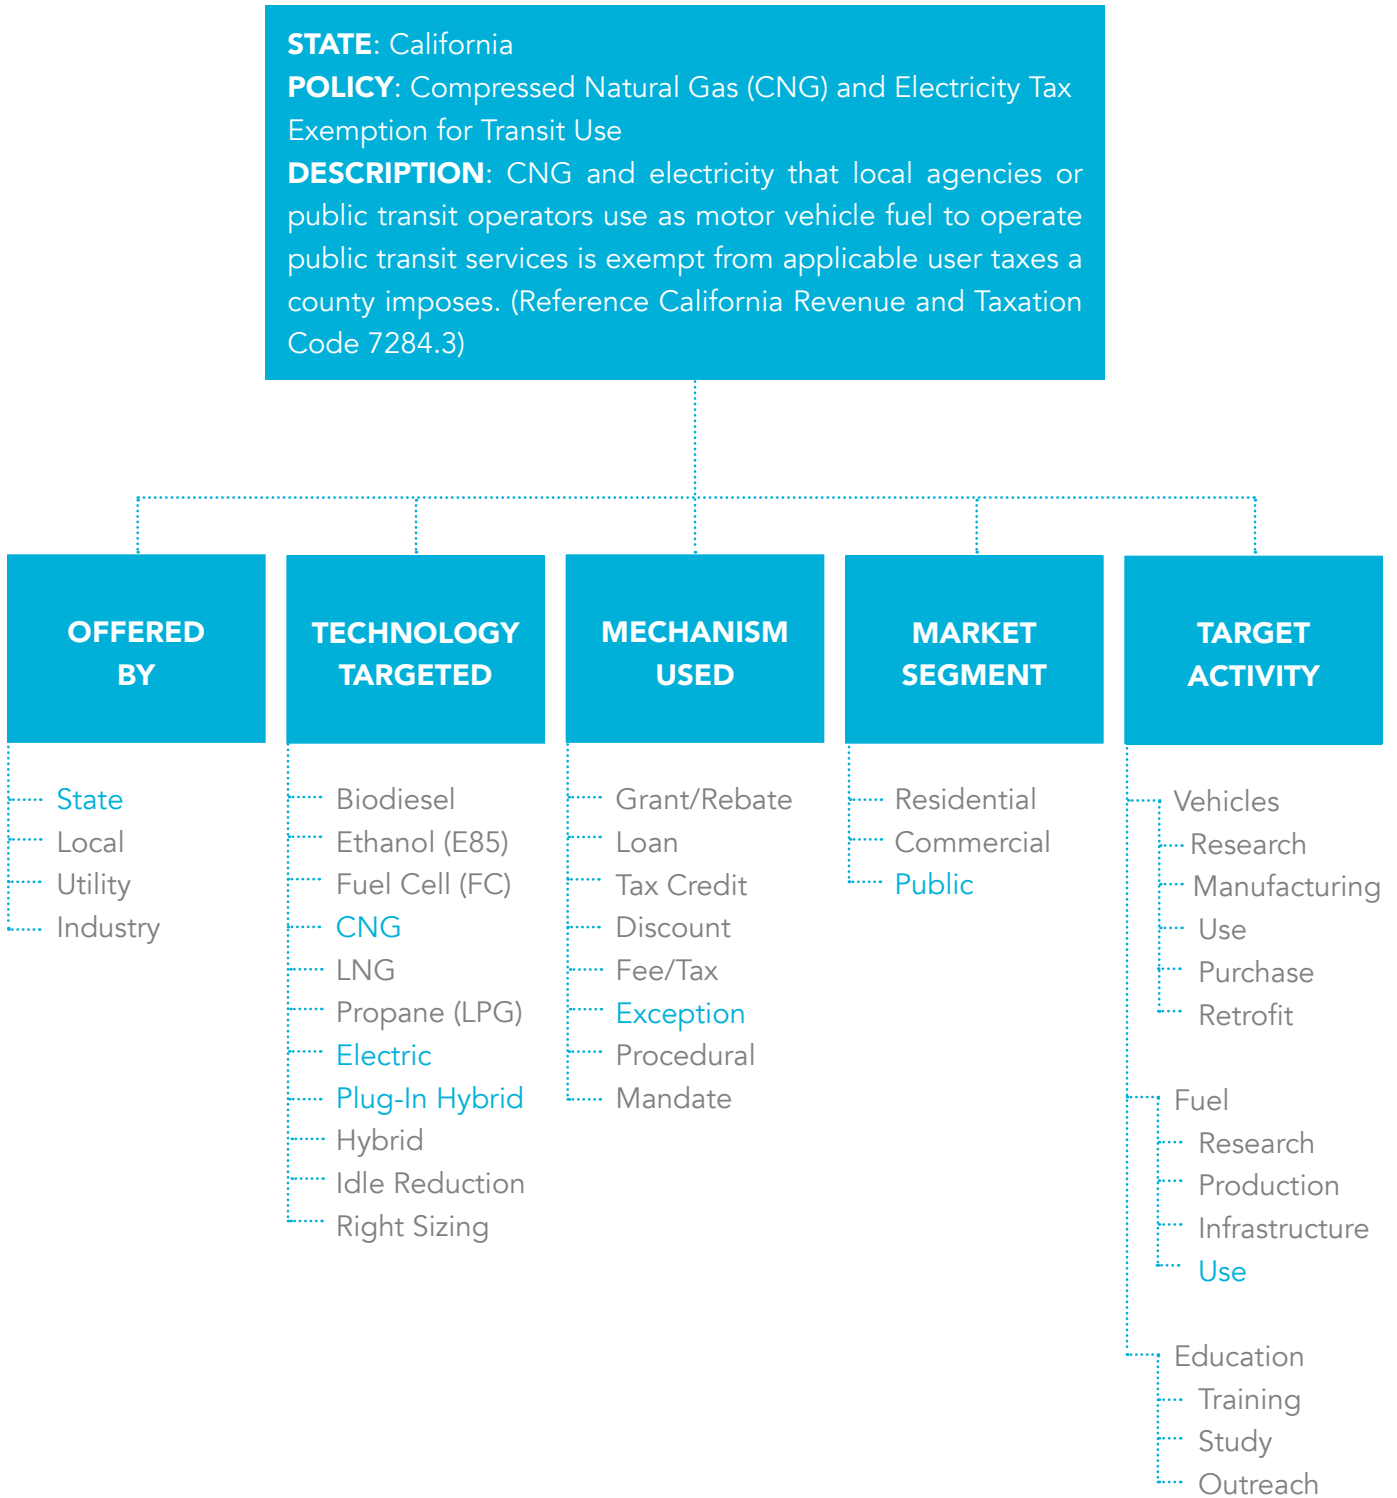 STATE: California
POLICY: Compressed Natural Gas (CNG) and Electricity Tax
Exemption for Transit Use
DESCRIPTION: CNG and electricity that local agencies or
public transit operators use as motor vehicle fuel to operate
public transit services is exempt from applicable user taxes a
county imposes. (Reference California Revenue and Taxation
Code 7284.3)
OFFERED
BY
State
Local
Utility
Industry
TECHNOLOGY
TARGETED
Biodiesel
Ethanol (E85)
Fuel Cell (FC)
CNG
LNG
Propane (LPG)
Electric
Plug-In Hybrid
Hybrid
Idle Reduction
Right Sizing
MECHANISM
USED
Grant/Rebate
Loan
Tax Credit
Discount
Fee/Tax
Exception
Procedural
Mandate
MARKET
SEGMENT
Residential
Commercial
Public
TARGET
ACTIVITY
Vehicles
Research
Manufacturing
Use
Purchase
Retrofit
Fuel
Research
Production
Infrastructure
Use
Education
Training
Study
Outreach